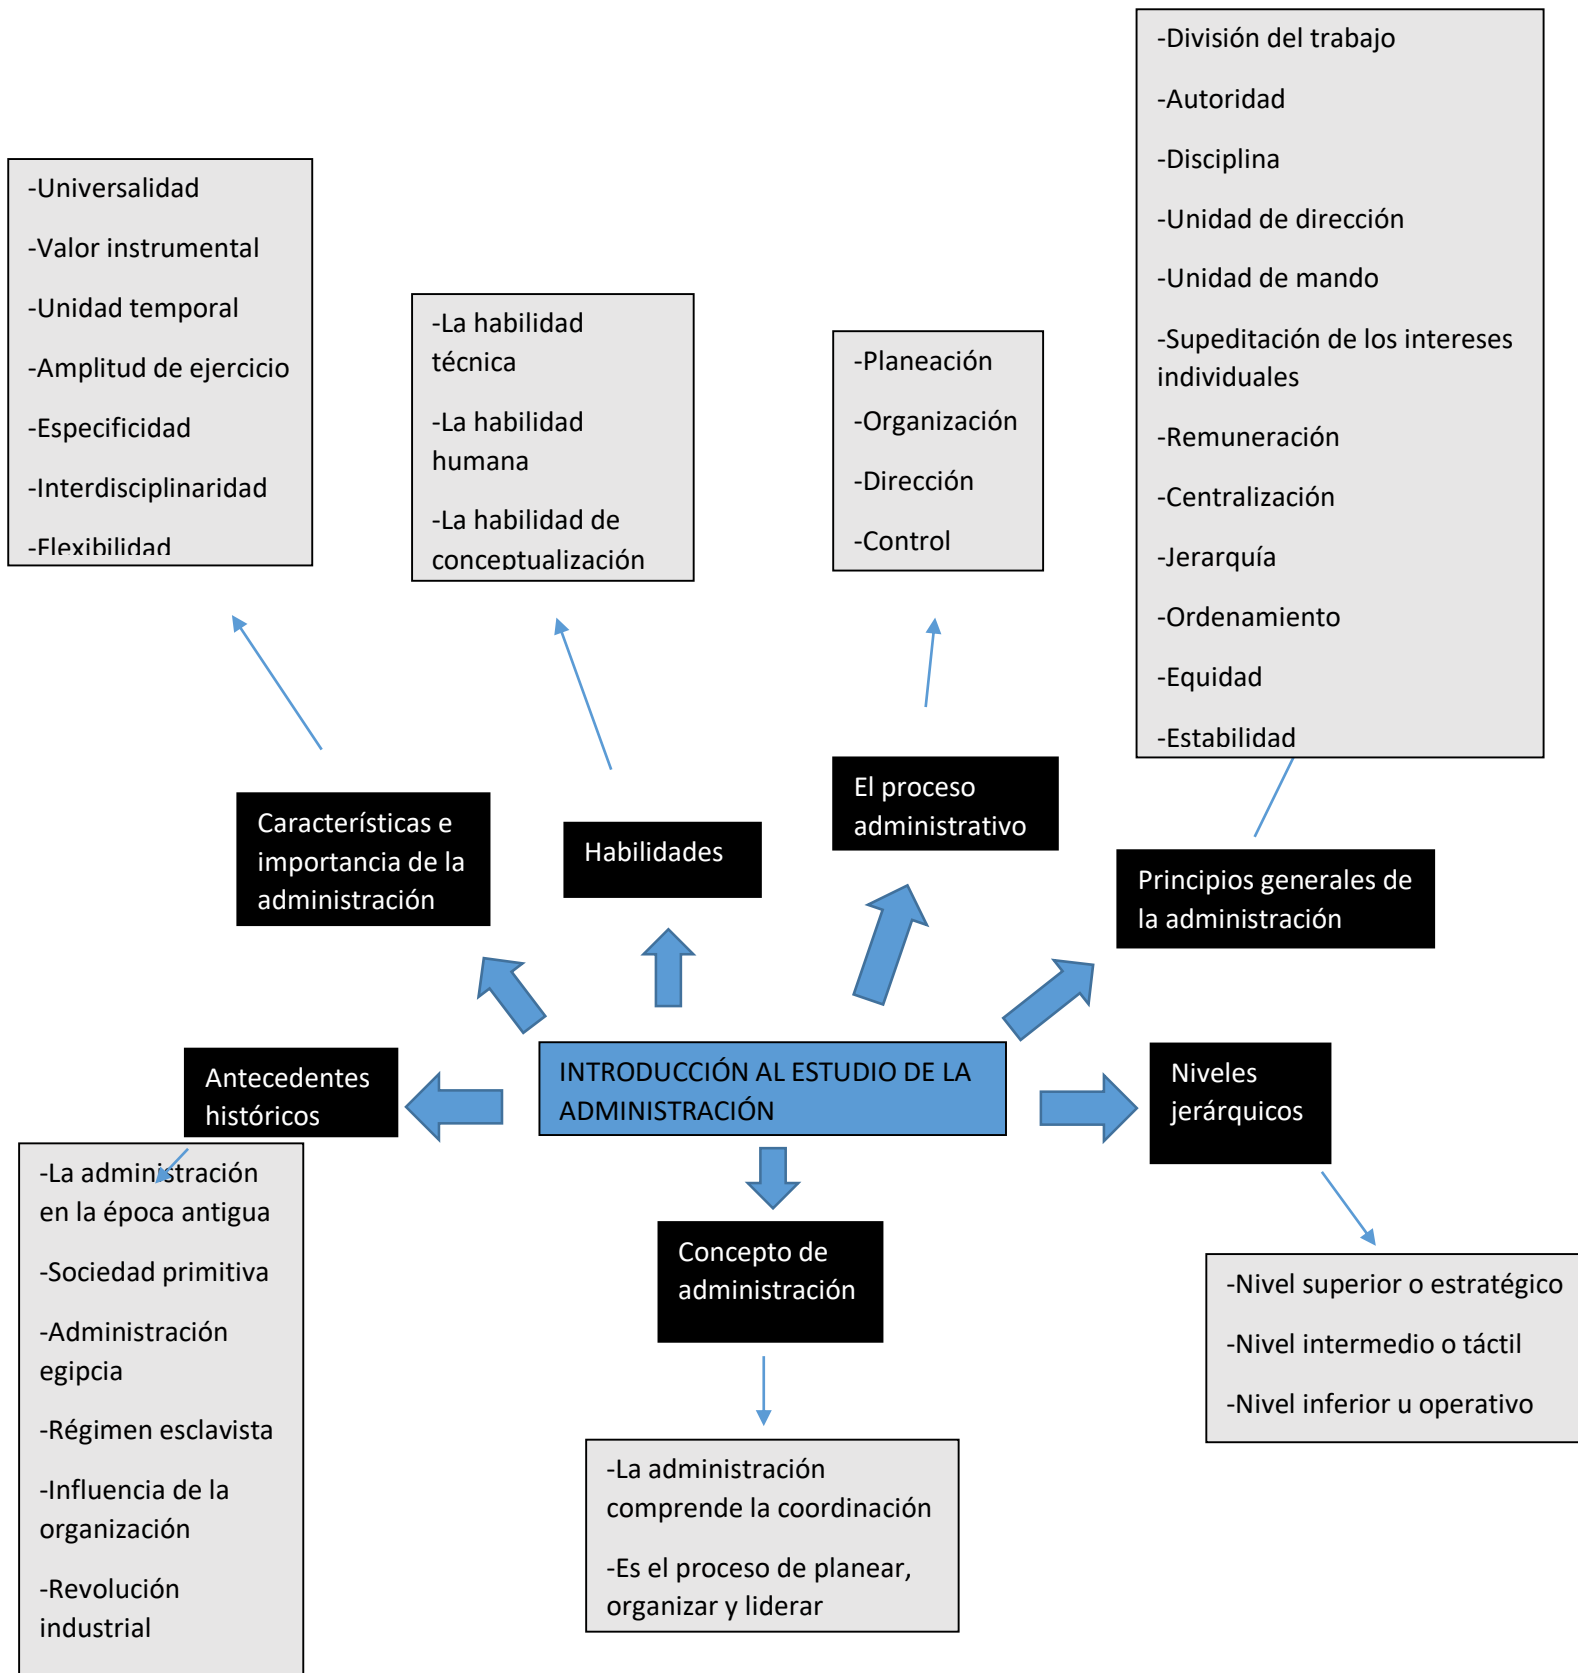 -División del trabajo
-Autoridad
-Disciplina
-Unidad de dirección
-Unidad de mando
-Supeditación de los intereses
individuales
-Remuneración
-Centralización
-Jerarquía
-Ordenamiento
-Equidad
-Estabilidad
-Universalidad
-Valor instrumental
-Unidad temporal
-Amplitud de ejercicio
-Especificidad
-Interdisciplinaridad
-Flexibilidad
-La habilidad
técnica
-La habilidad
humana
-La habilidad de
conceptualización
-Planeación
-Organización
-Dirección
-Control
Características e
importancia de la
administración
Habilidades
El proceso
administrativo
Principios generales de
la administración
Antecedentes
históricos
INTRODUCCIÓN AL ESTUDIO DE LA
ADMINISTRACIÓN
Niveles
jerárquicos
-La administración
en la época antigua
-Sociedad primitiva
-Administración
egipcia
-Régimen esclavista
-Influencia de la
organización
-Revolución
industrial
Concepto de
administración
-La administración
comprende la coordinación
-Es el proceso de planear,
organizar y liderar
-Nivel superior o estratégico
-Nivel intermedio o táctil
-Nivel inferior u operativo